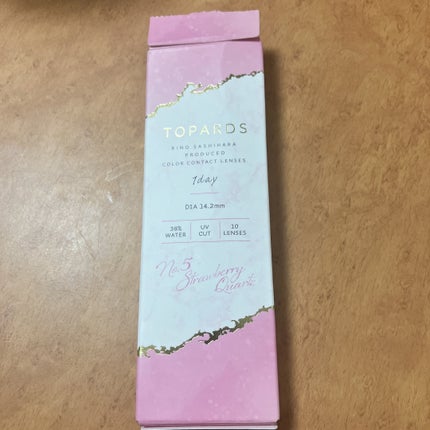 TOPARDS
RINO SASHIHARA
PRODUCED
COLOR CONTACT LENSES
1day
DIA 14.2mm
38% WATER
UV CUT
10 LENSES
No.5
Strawberry
Quartz